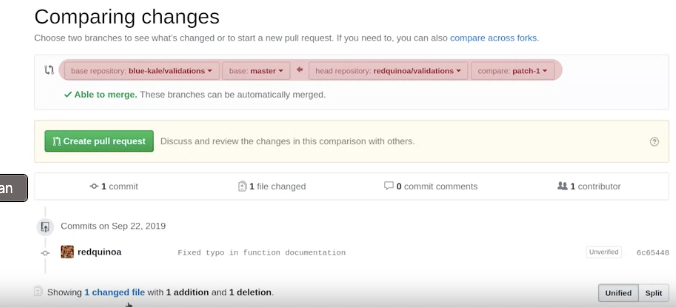 Comparing changes
Choose two branches to see what's changed or to start a new pull request. If you need to, you can also compare across forks.
base repository: blue-kale/validations base: master head repository: redquinoa/validations compare: patch-1
Able to merge. These branches can be automatically merged.
Create pull request Discuss and review the changes in this comparison with others.
an
1 commit 1 file changed 0 commit comments 1 contributor
Commits on Sep 22, 2019
redquinoa Fixed typo in function documentation Unverified 6c65448
Showing 1 changed file with 1 addition and 1 deletion. Unified Split